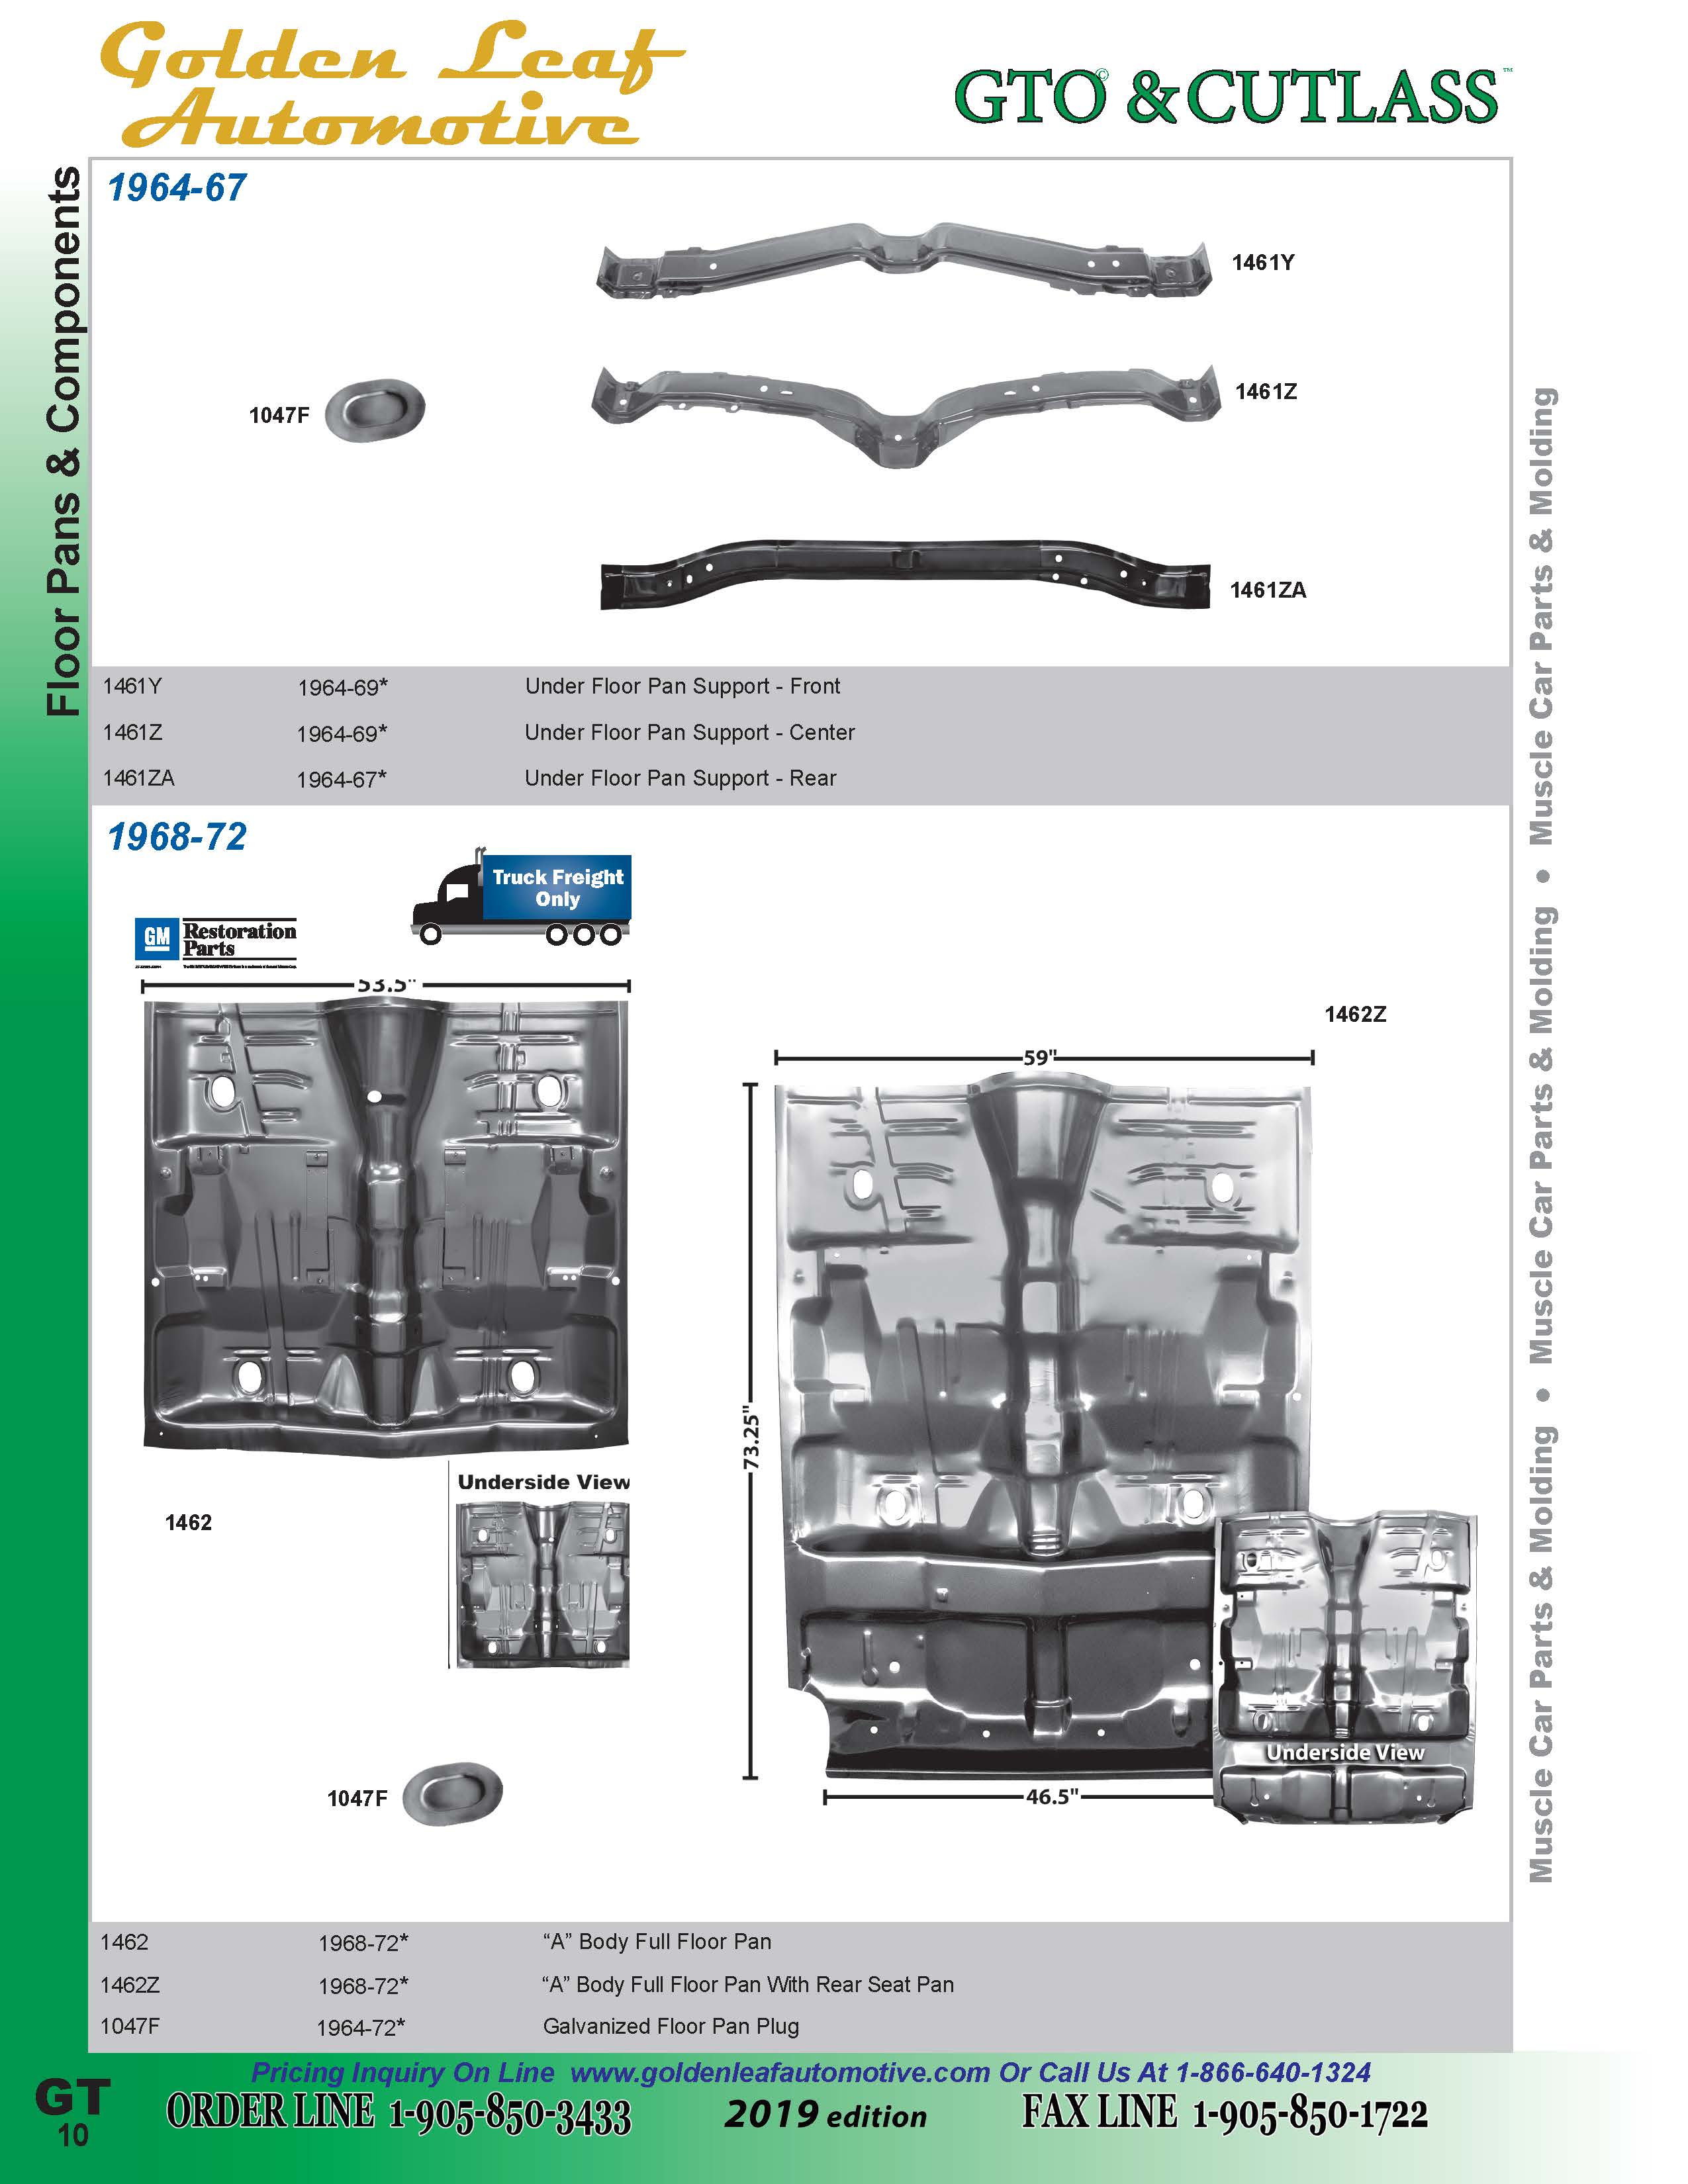 Golden Leaf
Automotive
GTO© & CUTLASS™
Floor Pans & Components
1964-67
1461Y
1047F
1461Z
1461ZA
1461Y 1964-69* Under Floor Pan Support - Front
1461Z 1964-69* Under Floor Pan Support - Center
1461ZA 1964-67* Under Floor Pan Support - Rear
1968-72
Truck Freight
Only
GM Restoration
Parts
53.5"
1462Z
59"
73.25"
Underside View
1462
Underside View
1047F
46.5"
1462 1968-72* “A” Body Full Floor Pan
1462Z 1968-72* “A” Body Full Floor Pan With Rear Seat Pan
1047F 1964-72* Galvanized Floor Pan Plug
Muscle Car Parts & Molding • Muscle Car Parts & Molding • Muscle Car Parts & Molding
Pricing Inquiry On Line www.goldenleafautomotive.com Or Call Us At 1-866-640-1324
GT
10
ORDER LINE 1-905-850-3433
2019 edition
FAX LINE 1-905-850-1722